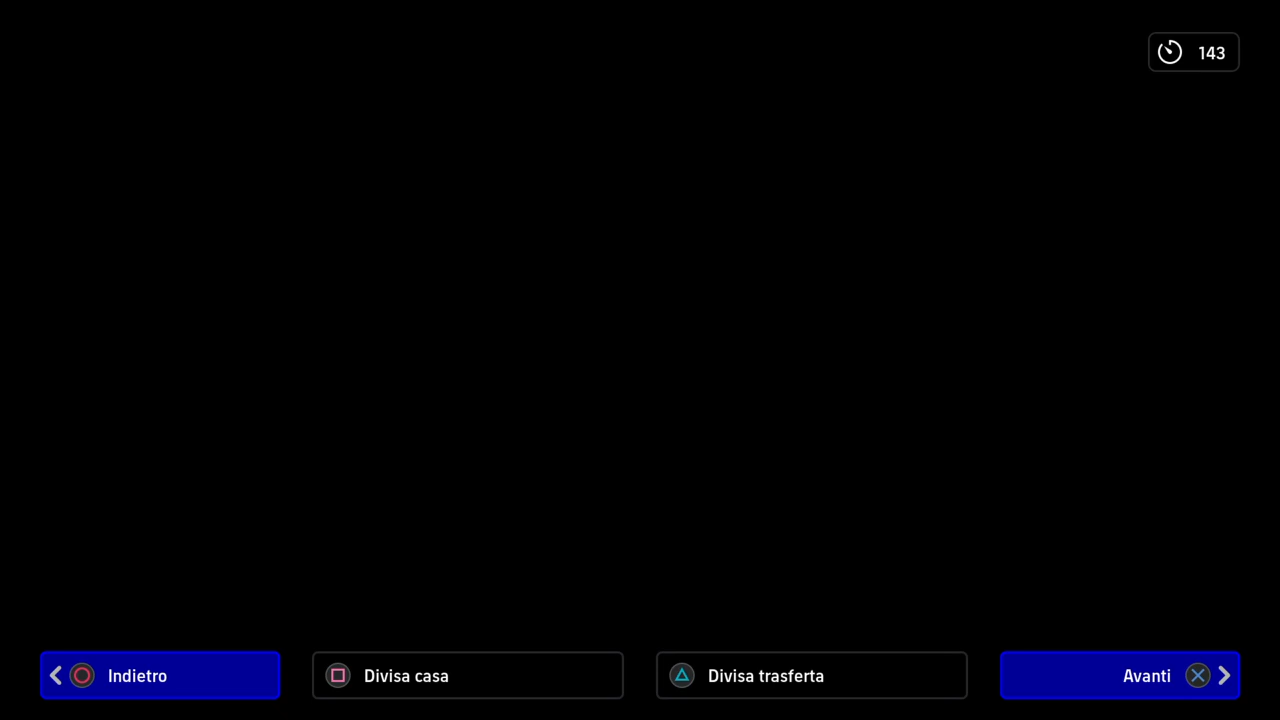 143
Indietro
Divisa casa
Divisa trasferta
Avanti